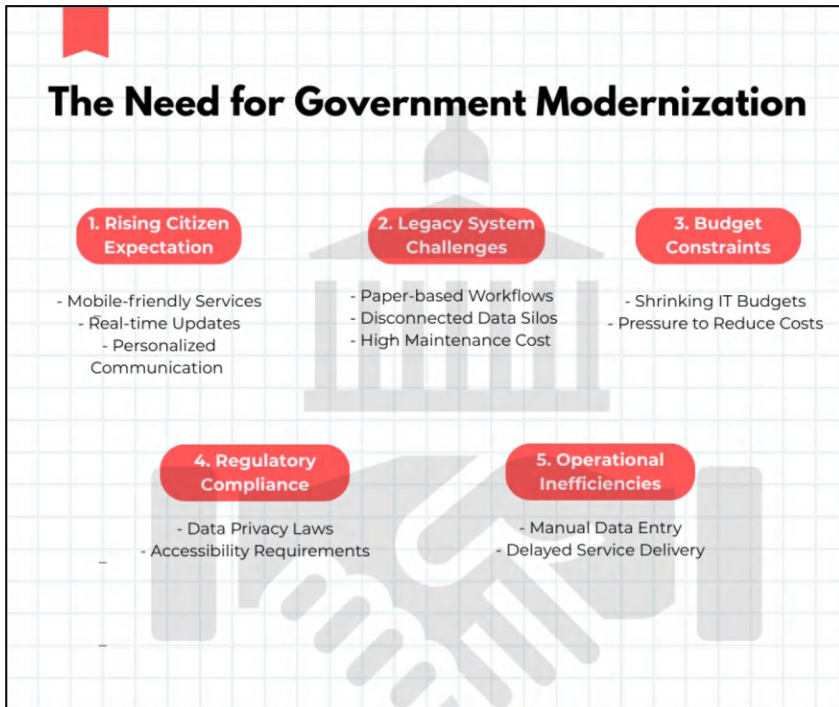 The Need for Government Modernization
1. Rising Citizen
Expectation
- Mobile-friendly Services
- Real-time Updates
- Personalized
Communication
2. Legacy System
Challenges
- Paper-based Workflows
- Disconnected Data Silos
- High Maintenance Cost
3. Budget
Constraints
- Shrinking IT Budgets
- Pressure to Reduce Costs
4. Regulatory
Compliance
- Data Privacy Laws
- Accessibility Requirements
5. Operational
Inefficiencies
- Manual Data Entry
- Delayed Service Delivery